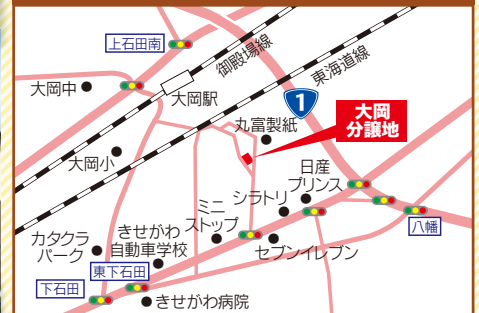 上石田南
御殿場線
東海道線
大岡中
大岡駅
1
大岡
分譲地
丸富製紙
大岡小
日産
プリンス
シラトリ
ミニ
ストップ
きせがわ
自動車学校
カタクラ
パーク
セブンイレブン
八幡
東下石田
下石田
きせがわ病院